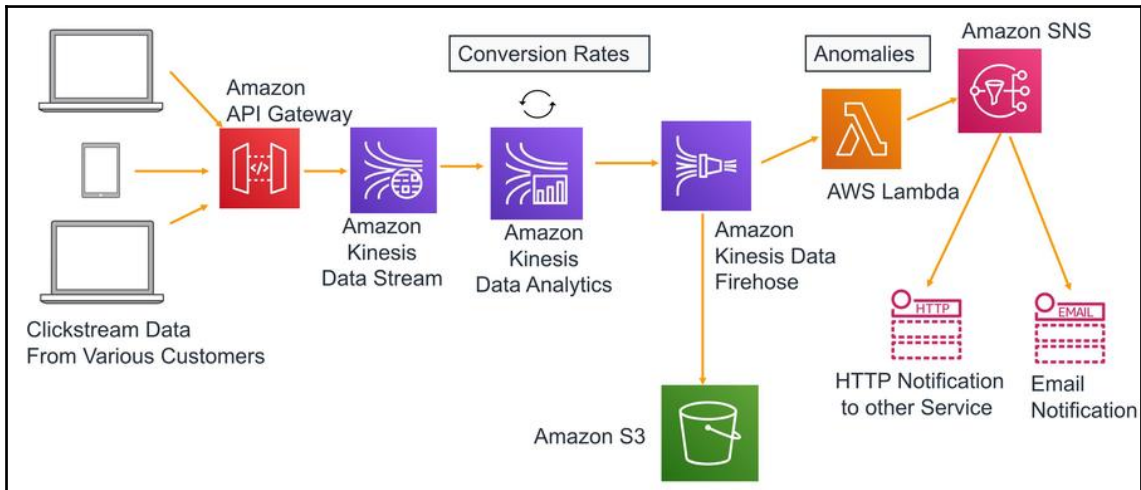 Amazon
API Gateway
Conversion Rates
Anomalies
Amazon SNS
</>
Amazon
Kinesis
Data Stream
Amazon
Kinesis
Data Analytics
Amazon
Kinesis Data
Firehose
AWS Lambda
Clickstream Data
From Various Customers
HTTP
EMAIL
HTTP Notification
to other Service
Email
Notification
Amazon S3